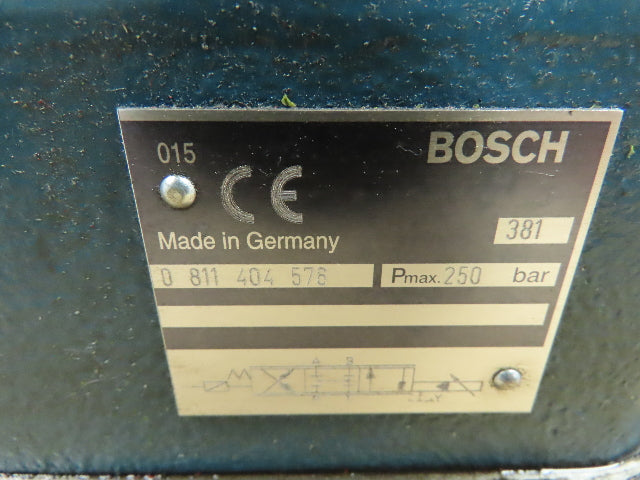 015
BOSCH
CE
Made in Germany
381
0 811 404 576
Pmax. 250 bar
A B